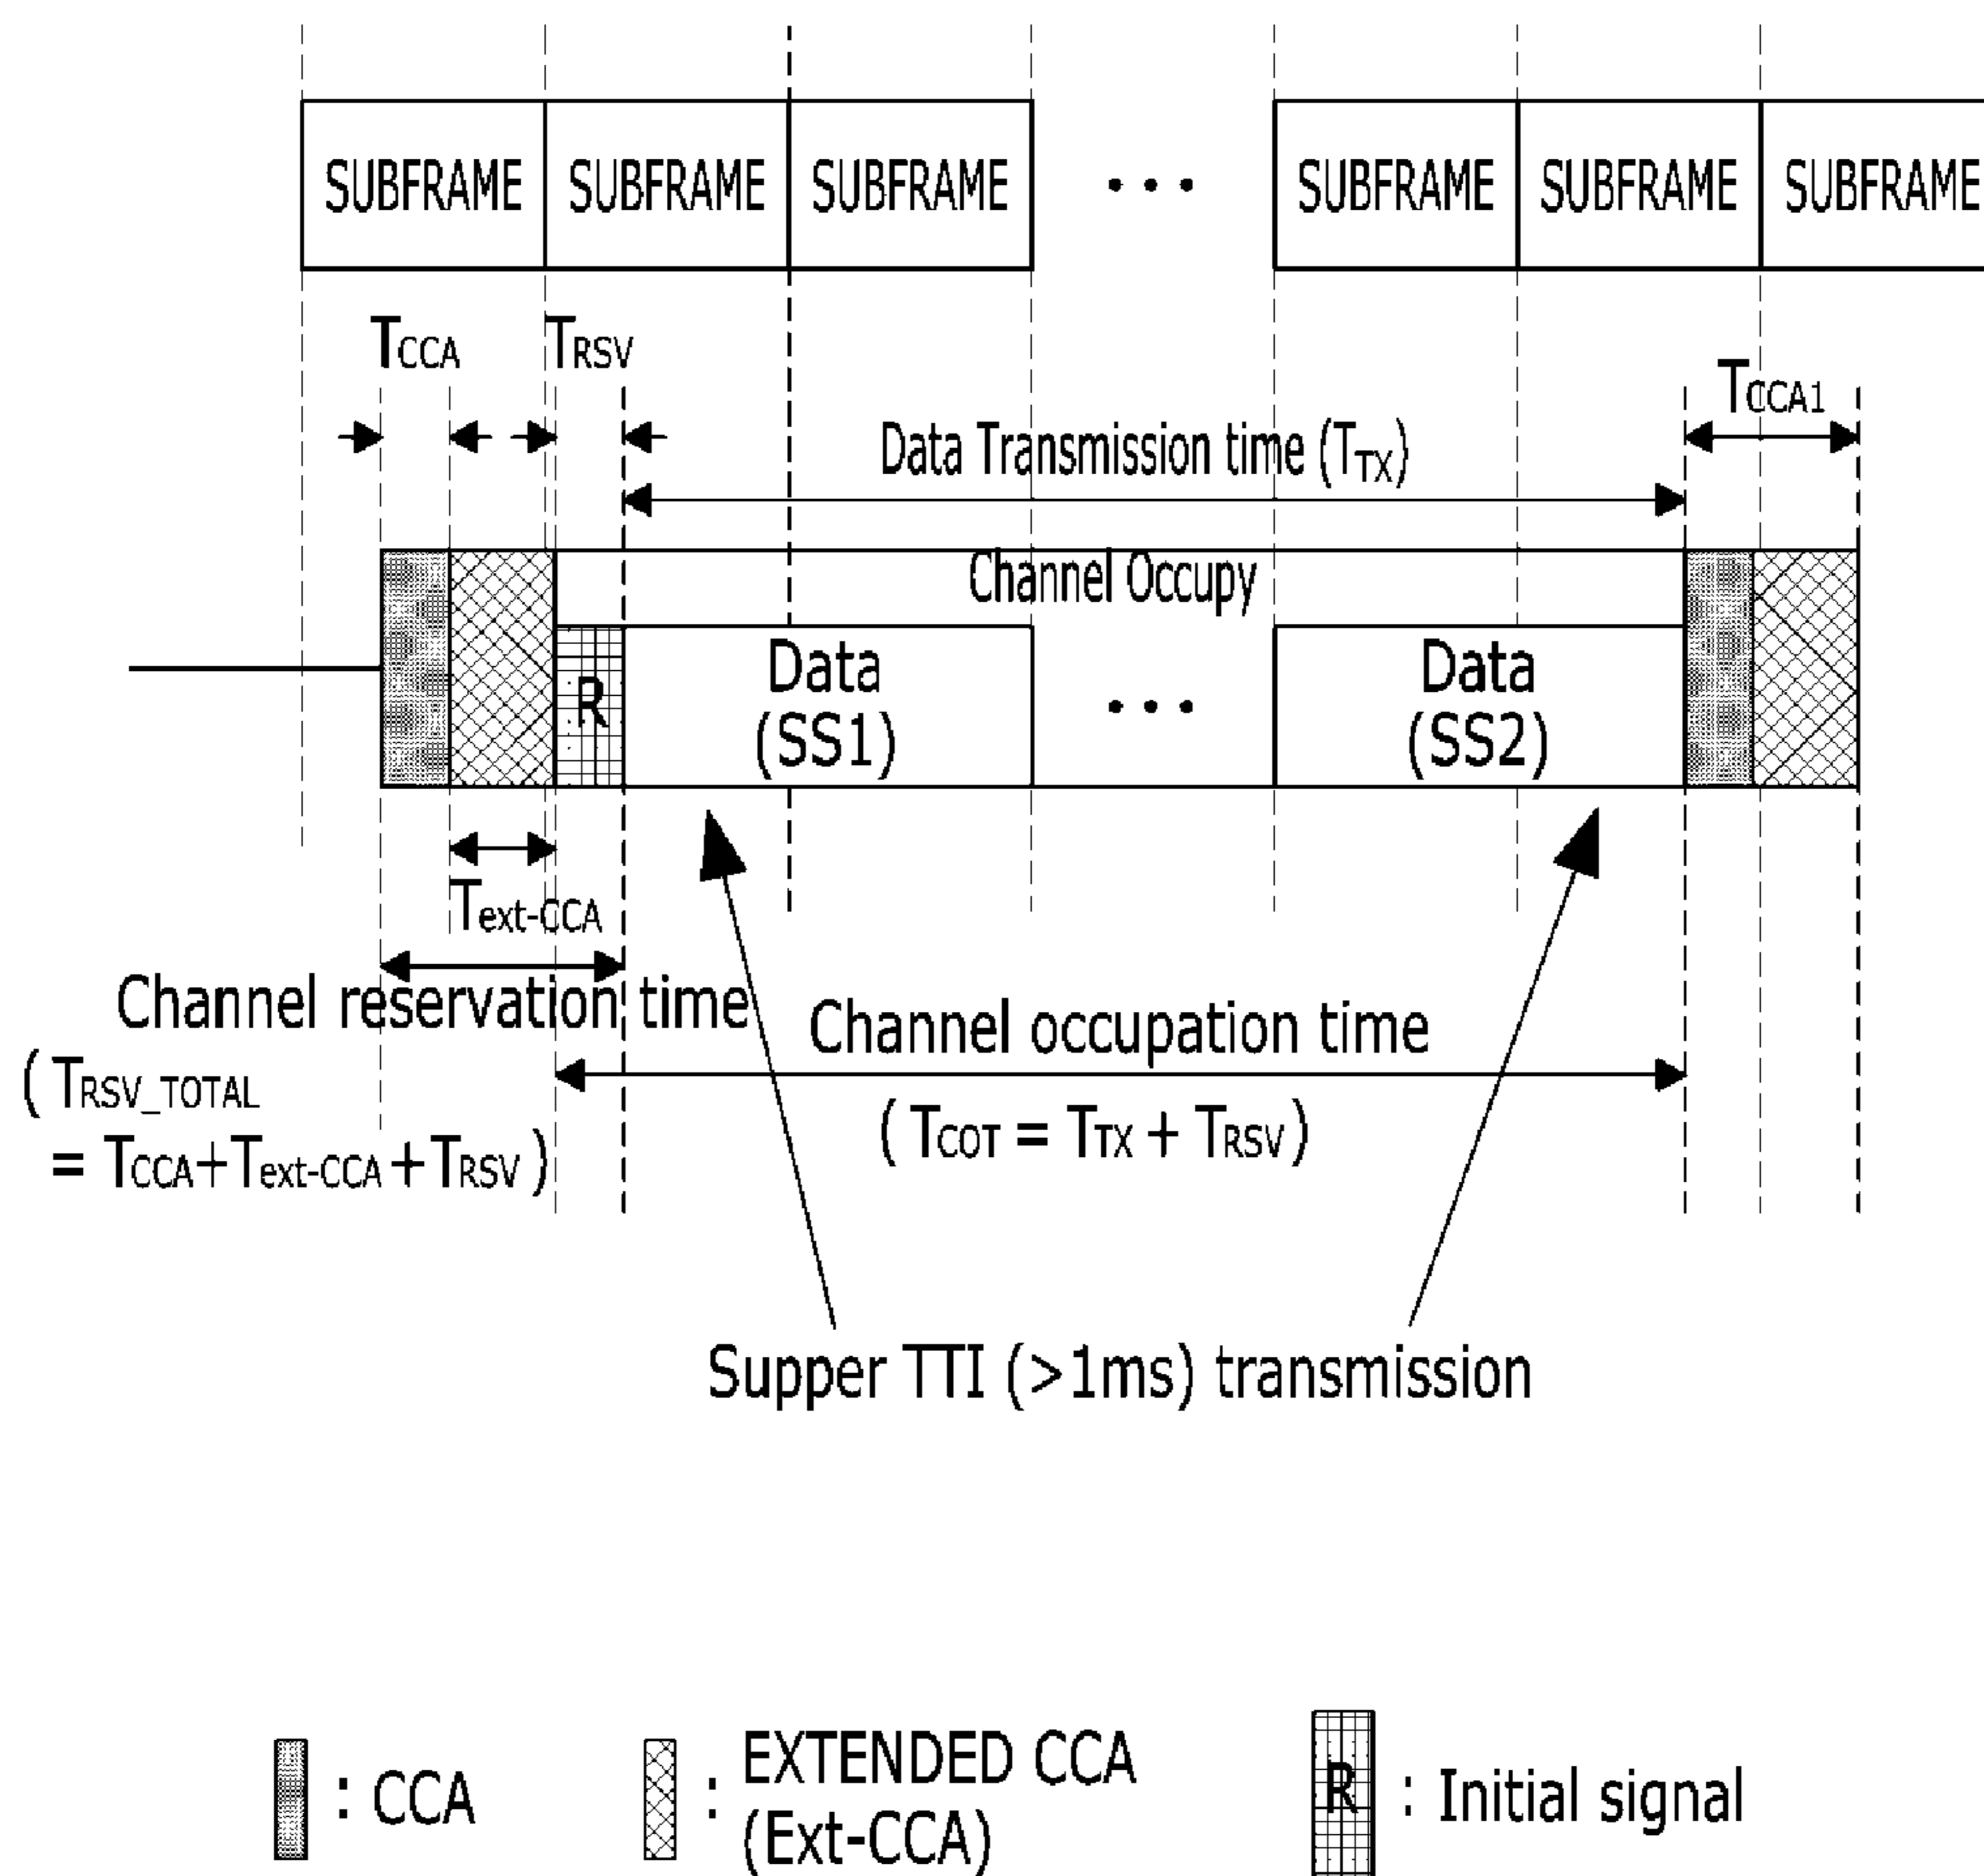 SUBFRAME SUBFRAME SUBFRAME ... SUBFRAME SUBFRAME SUBFRAME
TCCA TRSV
TCCA1
Data Transmission time (TTX)
Channel Occupy
R
Data
(SS1)
...
Data
(SS2)
Text-CCA
Channel reservation time
( TRSV_TOTAL
= TCCA+Text-CCA+TRSV )
Channel occupation time
( TCOT = TTX + TRSV )
Supper TTI (>1ms) transmission
: CCA
: EXTENDED CCA
(Ext-CCA)
R : Initial signal